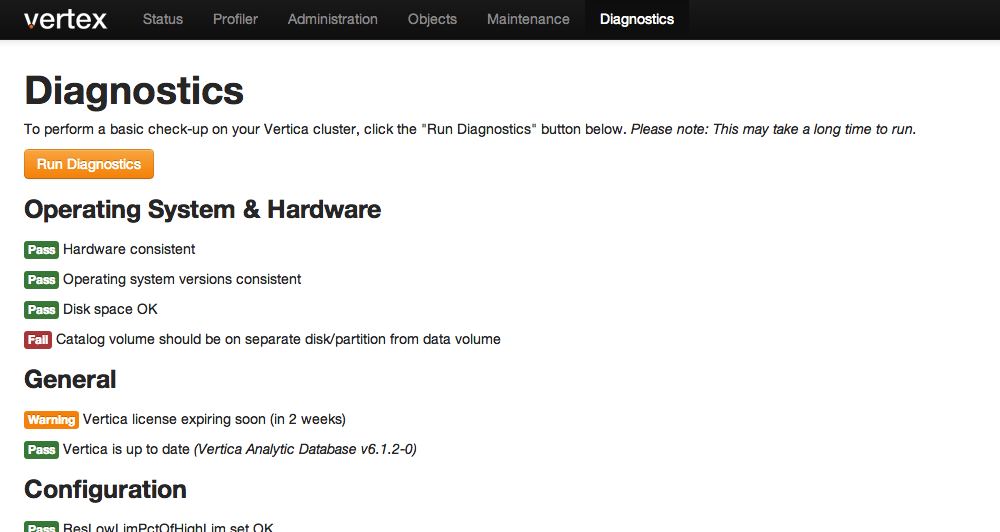 vertex Status Profiler Administration Objects Maintenance Diagnostics
Diagnostics
To perform a basic check-up on your Vertica cluster, click the "Run Diagnostics" button below. Please note: This may take a long time to run.
Run Diagnostics
Operating System & Hardware
Pass Hardware consistent
Pass Operating system versions consistent
Pass Disk space OK
Fail Catalog volume should be on separate disk/partition from data volume
General
Warning Vertica license expiring soon (in 2 weeks)
Pass Vertica is up to date (Vertica Analytic Database v6.1.2-0)
Configuration
Pass ResLowLimPctOfHighLim set OK